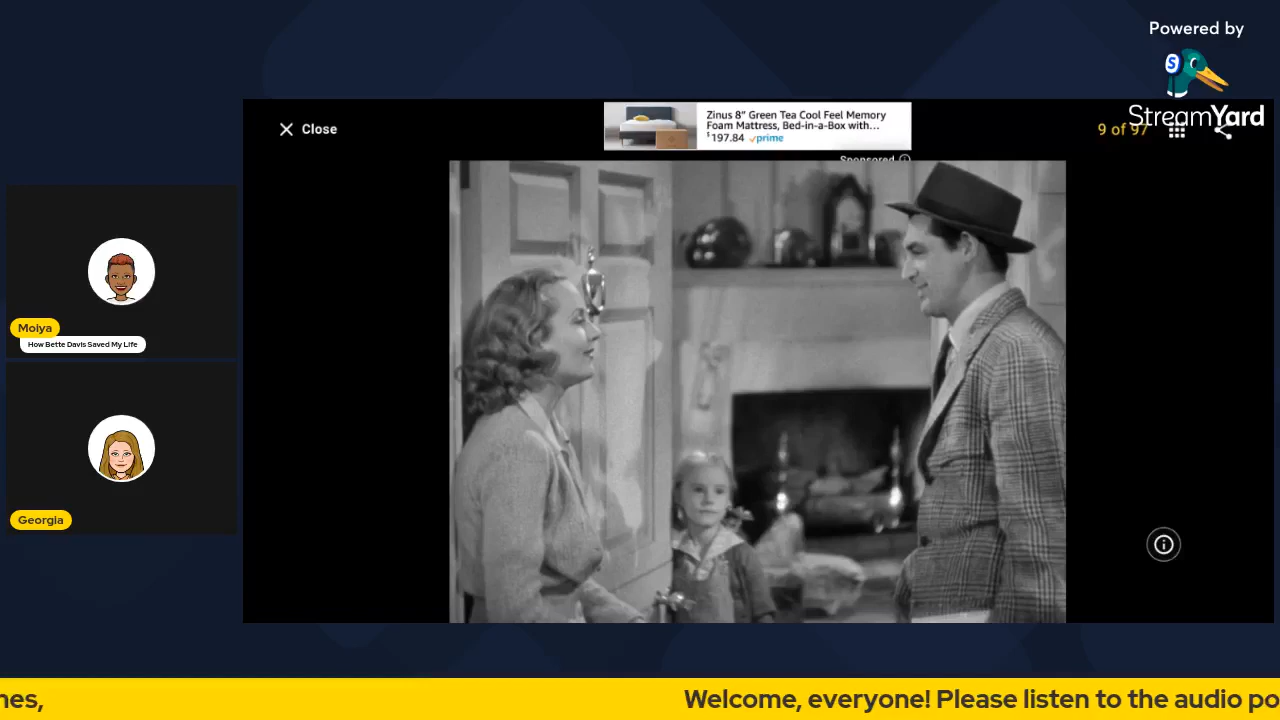 Powered by
StreamYard
Close
Zinus 8" Green Tea Cool Feel Memory
Foam Mattress, Bed-in-a-Box with...
$197.84 prime
Sponsored
9 of 97
Moiya
How Bette Davis Saved My Life
Georgia
nes,
Welcome, everyone! Please listen to the audio po